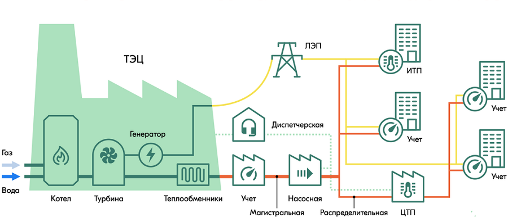 ТЭЦ
ЛЭП
ИТП
Учет
Генератор
Диспетчерская
Учет
Газ
Вода
Котел
Турбина
Теплообменники
Учет
Насосная
Магистральная
Распределительная
ЦТП
Учет